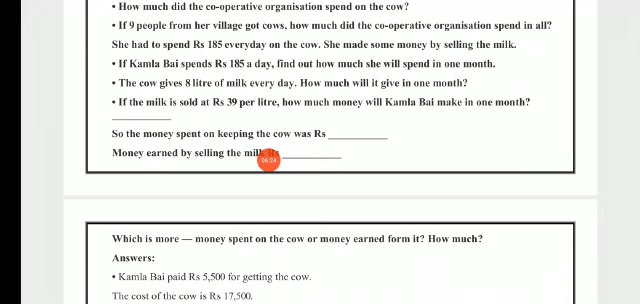 • How much did the co-operative organisation spend on the cow?
• If 9 people from her village got cows, how much did the co-operative organisation spend in all?
She had to spend Rs 185 everyday on the cow. She made some money by selling the milk.
• If Kamla Bai spends Rs 185 a day, find out how much she will spend in one month.
• The cow gives 8 litre of milk every day. How much will it give in one month?
• If the milk is sold at Rs 39 per litre, how much money will Kamla Bai make in one month?
____________
So the money spent on keeping the cow was Rs ____________
Money earned by selling the milk Rs ____________
06:24
Which is more — money spent on the cow or money earned form it? How much?
Answers:
• Kamla Bai paid Rs 5,500 for getting the cow.
The cost of the cow is Rs 17,500.